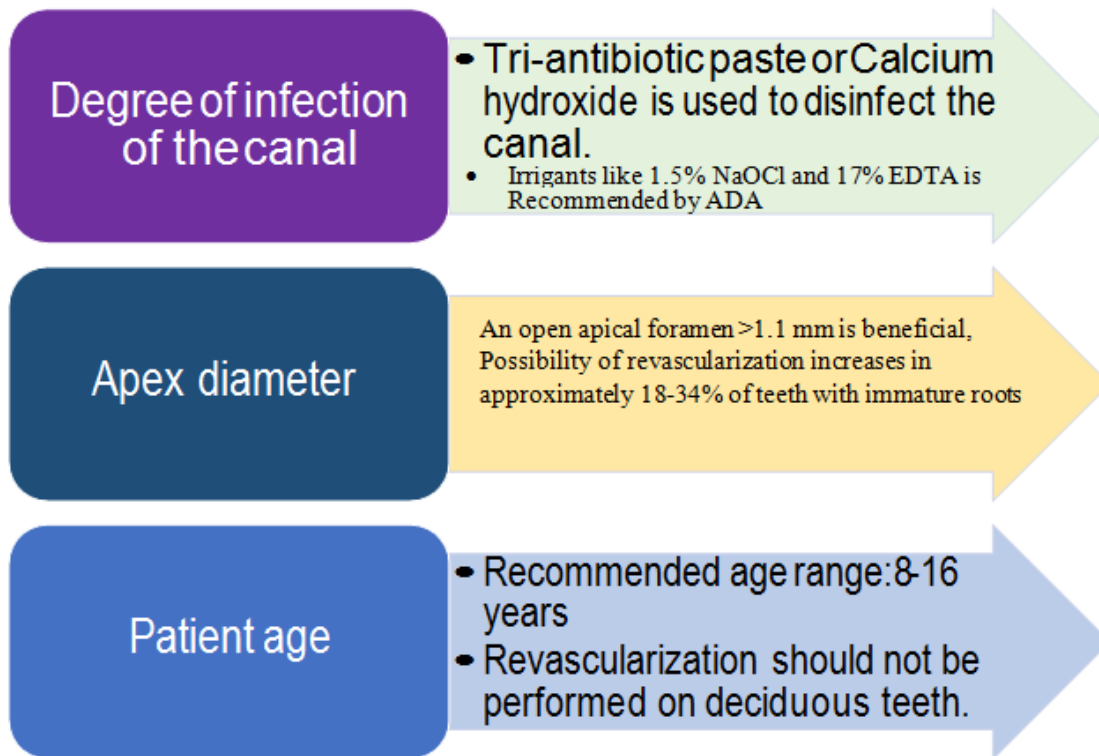 Degree of infection
of the canal
• Tri-antibiotic paste or Calcium
hydroxide is used to disinfect the
canal.
• Irrigants like 1.5% NaOCl and 17% EDTA is
Recommended by ADA
Apex diameter
An open apical foramen >1.1 mm is beneficial,
Possibility of revascularization increases in
approximately 18-34% of teeth with immature roots
Patient age
• Recommended age range:8-16
years
• Revascularization should not be
performed on deciduous teeth.